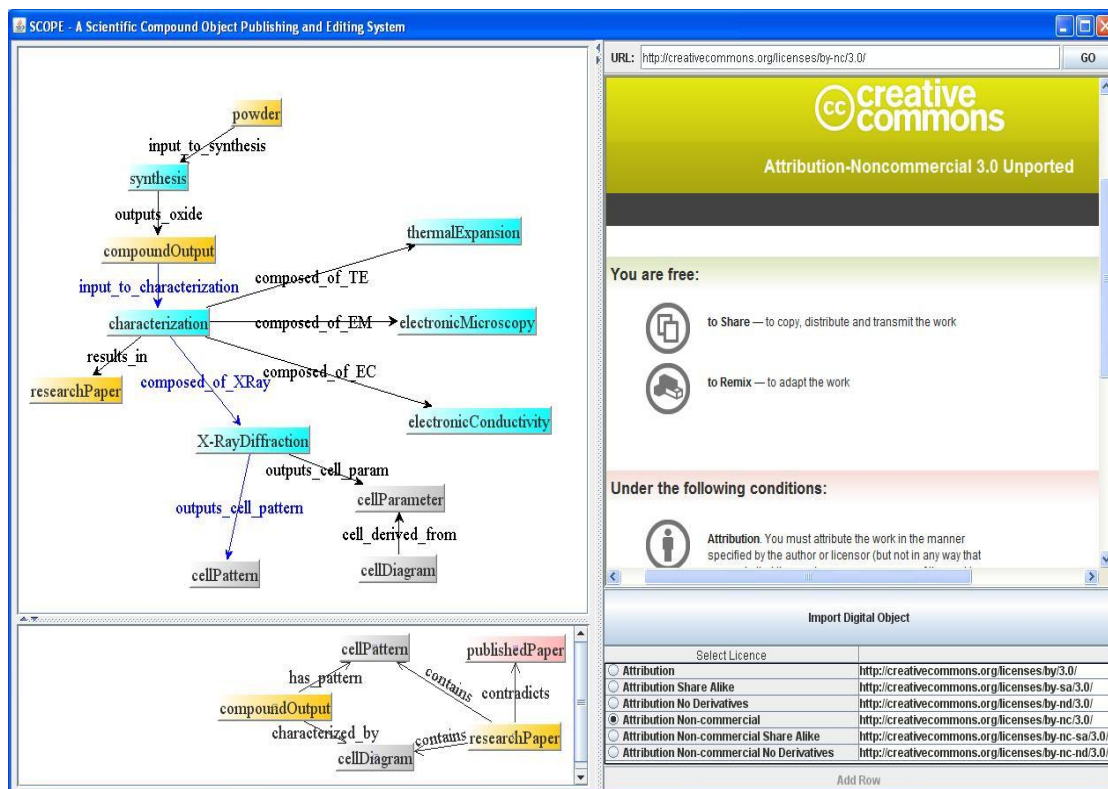 SCOPE - A Scientific Compound Object Publishing and Editing System
powder
input_to_synthesis
synthesis
outputs_oxide
compoundOutput
thermalExpansion
composed_of_TE
input_to_characterization
characterization
composed_of_EM
electronicMicroscopy
results_in
composed_of_XRay
composed_of_EC
researchPaper
electronicConductivity
X-RayDiffraction
outputs_cell_param
cellParameter
outputs_cell_pattern
cell_derived_from
cellPattern
cellDiagram
cellPattern
publishedPaper
has_pattern
contains
contradicts
compoundOutput
characterized_by
contains
researchPaper
cellDiagram
URL: http://creativecommons.org/licenses/by-nc/3.0/ GO
cc creative
commons
Attribution-Noncommercial 3.0 Unported
You are free:
to Share — to copy, distribute and transmit the work
to Remix — to adapt the work
Under the following conditions:
Attribution. You must attribute the work in the manner
specified by the author or licensor (but not in any way that
Import Digital Object
Select Licence
Attribution http://creativecommons.org/licenses/by/3.0/
Attribution Share Alike http://creativecommons.org/licenses/by-sa/3.0/
Attribution No Derivatives http://creativecommons.org/licenses/by-nd/3.0/
Attribution Non-commercial http://creativecommons.org/licenses/by-nc/3.0/
Attribution Non-commercial Share Alike http://creativecommons.org/licenses/by-nc-sa/3.0/
Attribution Non-commercial No Derivatives http://creativecommons.org/licenses/by-nc-nd/3.0/
Add Row